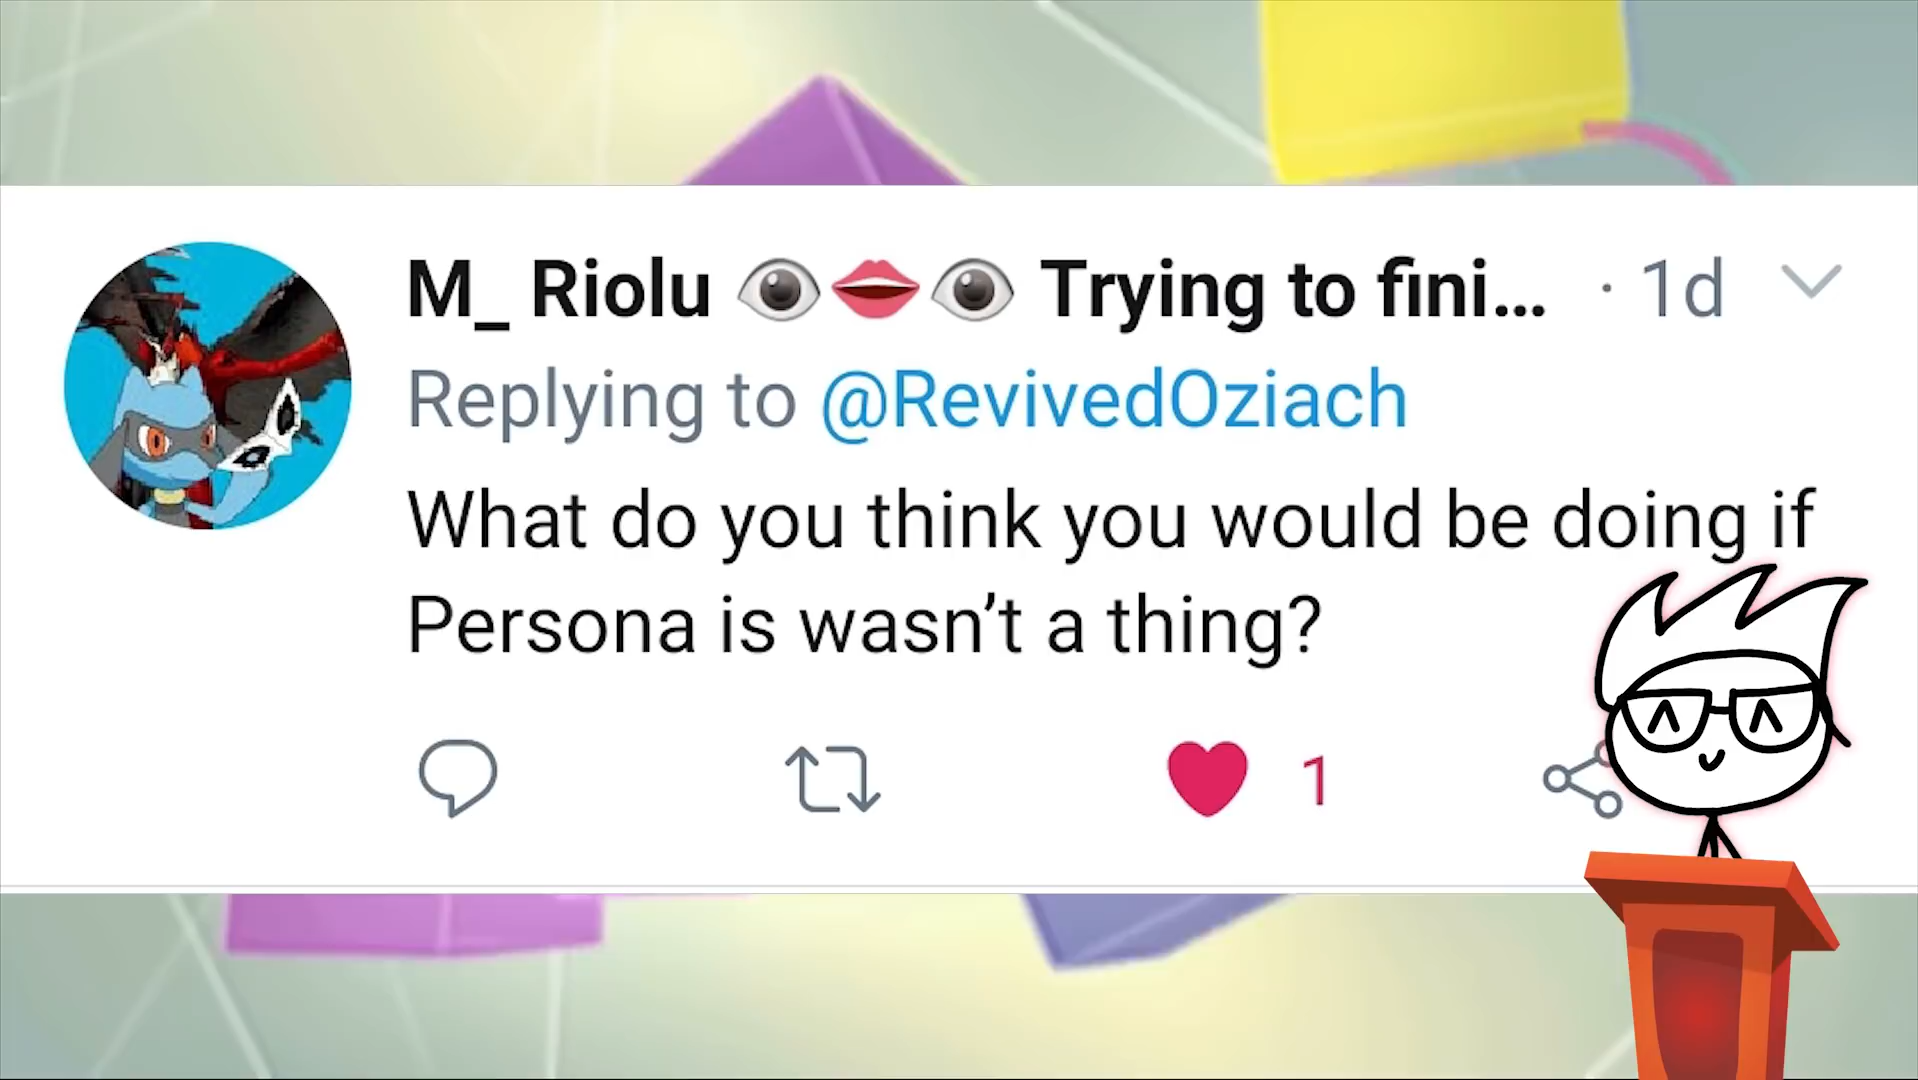 M_ Riolu 👁👄👁 Trying to fini... · 1d
Replying to @RevivedOziach
What do you think you would be doing if
Persona is wasn’t a thing?
1